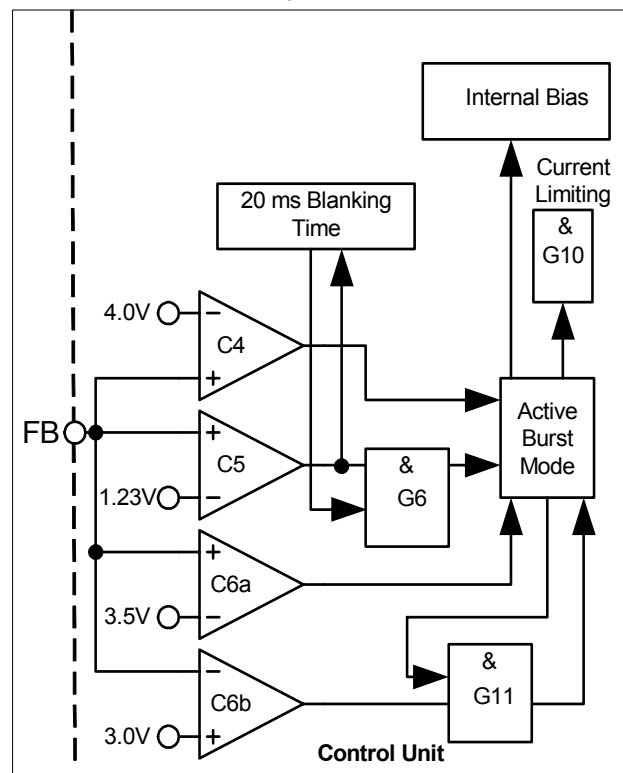 Internal Bias
Current
Limiting
20 ms Blanking
Time
&
G10
4.0V
−
C4
+
FB
+
C5
−
1.23V
&
G6
Active
Burst
Mode
+
C6a
−
3.5V
−
C6b
+
3.0V
&
G11
Control Unit